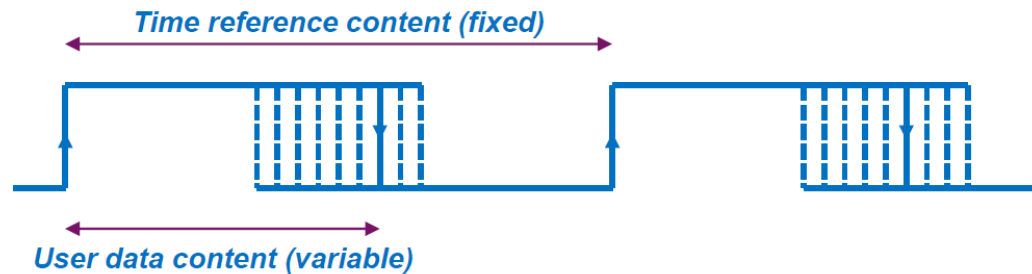 Time reference content (fixed)
User data content (variable)